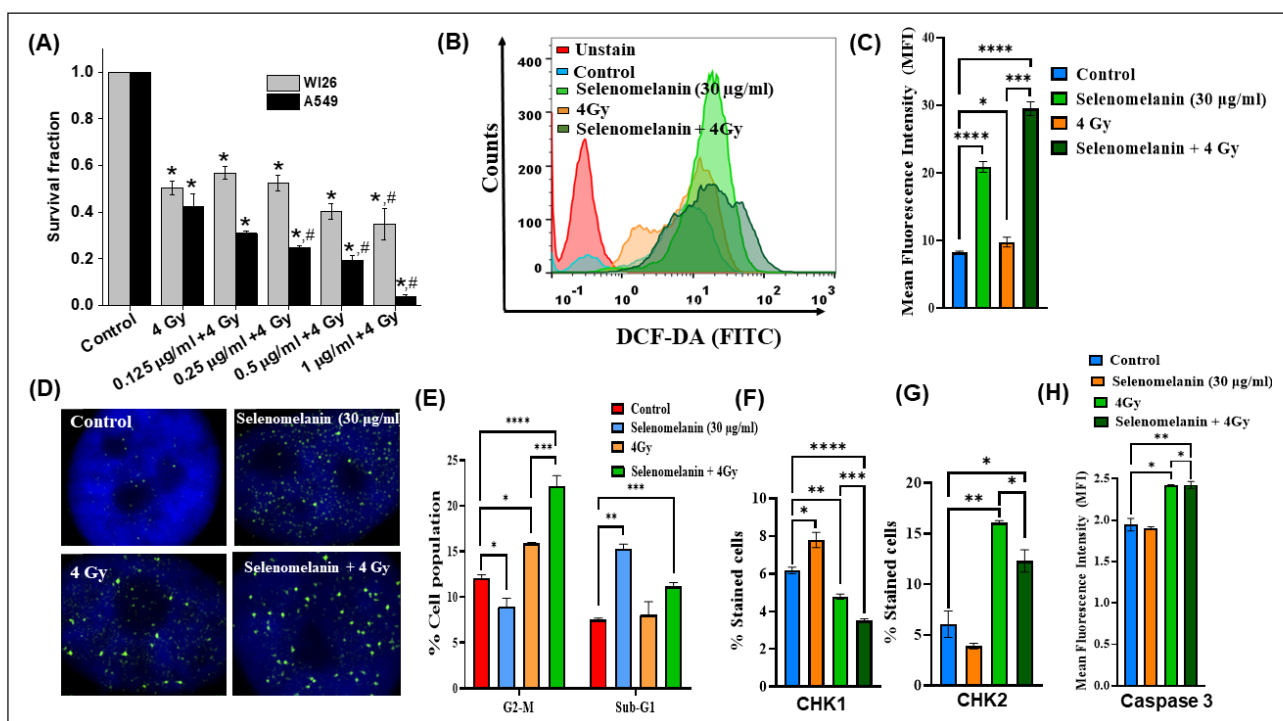 (A)
WI26
A549
Survival fraction
1.0
0.8
0.6
0.4
0.2
0.0
* * * * * * *,# * *,# *,# *,#
Control
4 Gy
0.125 µg/ml +4 Gy
0.25 µg/ml +4 Gy
0.5 µg/ml +4 Gy
1 µg/ml +4 Gy
(B)
Unstain
Control
Selenomelanin (30 µg/ml)
4Gy
Selenomelanin + 4Gy
Counts
400
300
200
100
0
10-1 100 101 102 103
DCF-DA (FITC)
(C)
Mean Fluorescence Intensity (MFI)
40
30
20
10
0
****
***
*
****
Control
Selenomelanin (30 µg/ml)
4 Gy
Selenomelanin + 4 Gy
(D)
Control
Selenomelanin (30 µg/ml)
4 Gy
Selenomelanin + 4 Gy
(E)
Control
Selenomelanin (30 µg/ml)
4Gy
Selenomelanin + 4Gy
% Cell population
25
20
15
10
5
0
****
***
*
*
***
**
G2-M
Sub-G1
(F)
% Stained cells
10
8
6
4
2
0
****
** ***
*
CHK1
(G)
% Stained cells
20
15
10
5
0
*
** *
CHK2
(H)
Control
Selenomelanin (30 µg/ml)
4Gy
Selenomelanin + 4Gy
Mean Fluorescence Intensity (MFI)
2.5
2.0
1.5
1.0
0.0
**
* *
Caspase 3